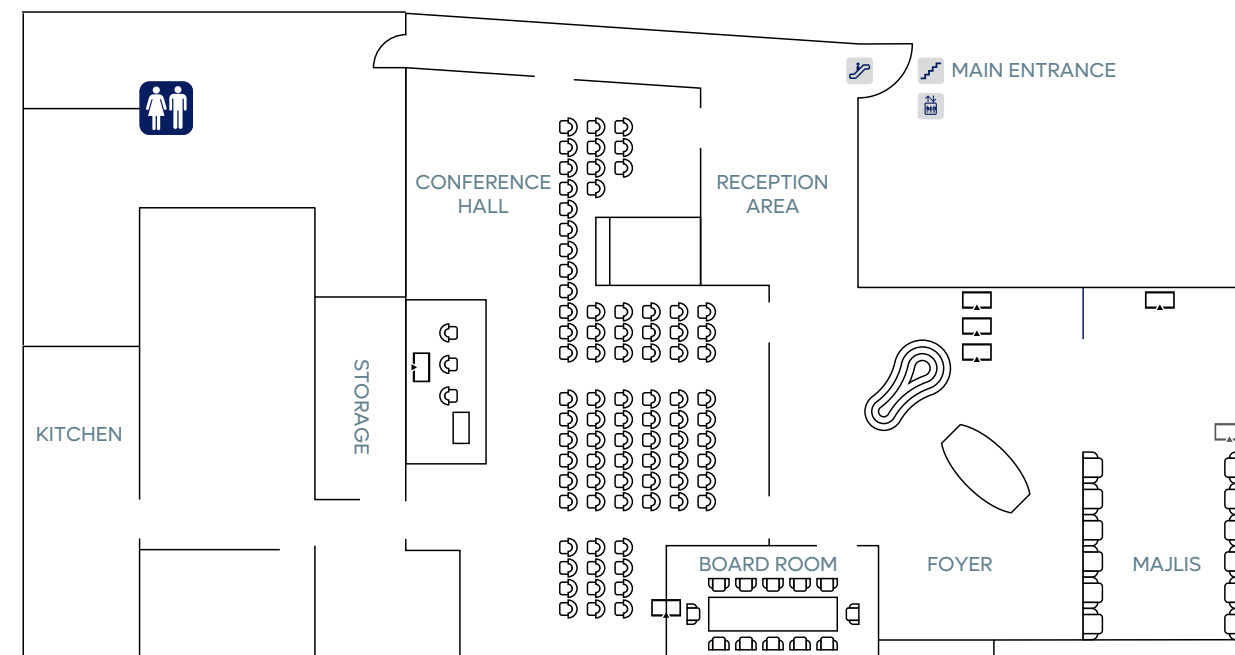 MAIN ENTRANCE
CONFERENCE
HALL
RECEPTION
AREA
STORAGE
KITCHEN
BOARD ROOM
FOYER
MAJLIS